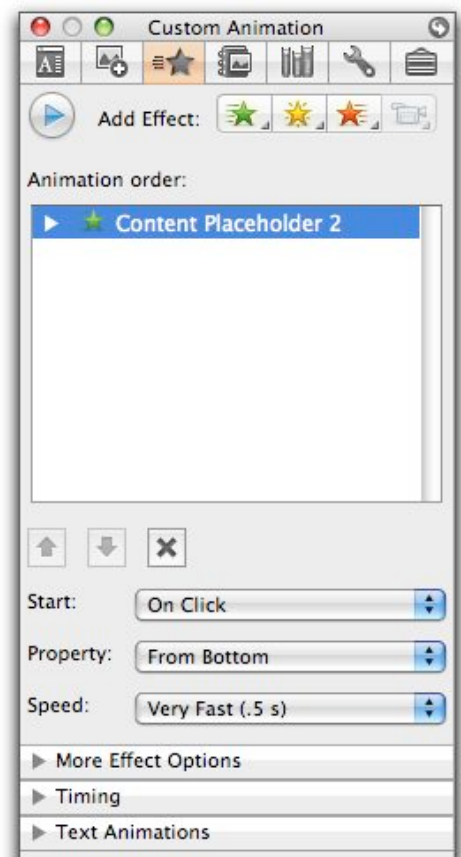 Custom Animation
A
Add Effect:
Animation order:
Content Placeholder 2
Start: On Click
Property: From Bottom
Speed: Very Fast (.5 s)
More Effect Options
Timing
Text Animations